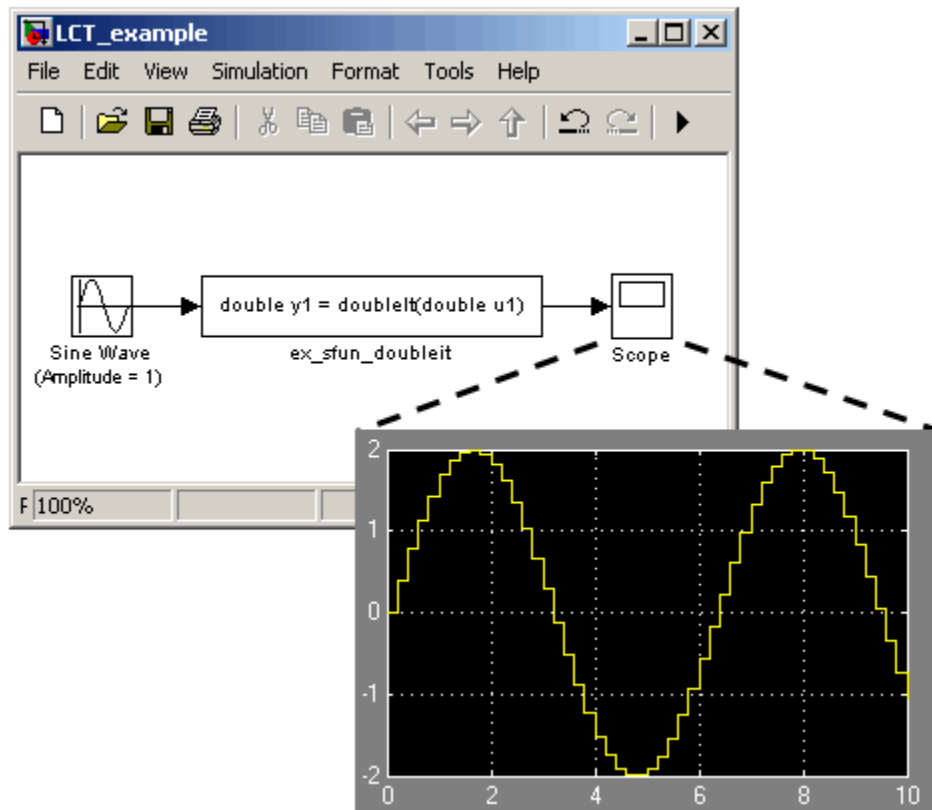 LCT_example
File Edit View Simulation Format Tools Help
double y1 = doubleIt(double u1)
Sine Wave
(Amplitude = 1)
ex_sfun_doubleit
Scope
F 100%
2
1
0
-1
-2
0 2 4 6 8 10